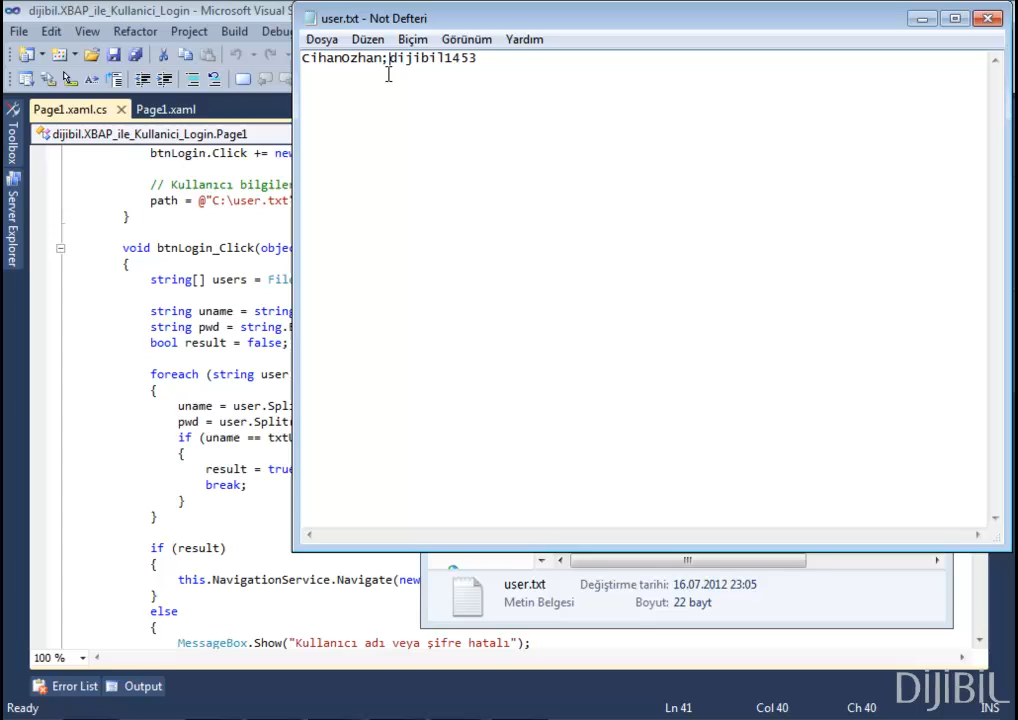 dijibil.XBAP_ile_Kullanici_Login - Microsoft Visual S
File Edit View Refactor Project Build Debu
Page1.xaml.cs Page1.xaml
dijibil.XBAP_ile_Kullanici_Login.Page1
Toolbox
Server Explorer
btnLogin.Click += new
// Kullanıcı bilgiler
path = @"C:\user.txt"
}
void btnLogin_Click(objec
{
string[] users = File
string uname = string
string pwd = string.E
bool result = false;
foreach (string user
{
uname = user.Spli
pwd = user.Split(
if (uname == txtU
{
result = true
break;
}
}
if (result)
{
this.NavigationService.Navigate(new
}
else
{
MessageBox.Show("Kullanıcı adı veya şifre hatalı");
100 %
Error List Output
Ready Ln 41 Col 40 Ch 40 INS
user.txt - Not Defteri
Dosya Düzen Biçim Görünüm Yardım
CihanOzhan;dijibil1453
user.txt Değiştirme tarihi: 16.07.2012 23:05
Metin Belgesi Boyut: 22 bayt
DIJIBIL